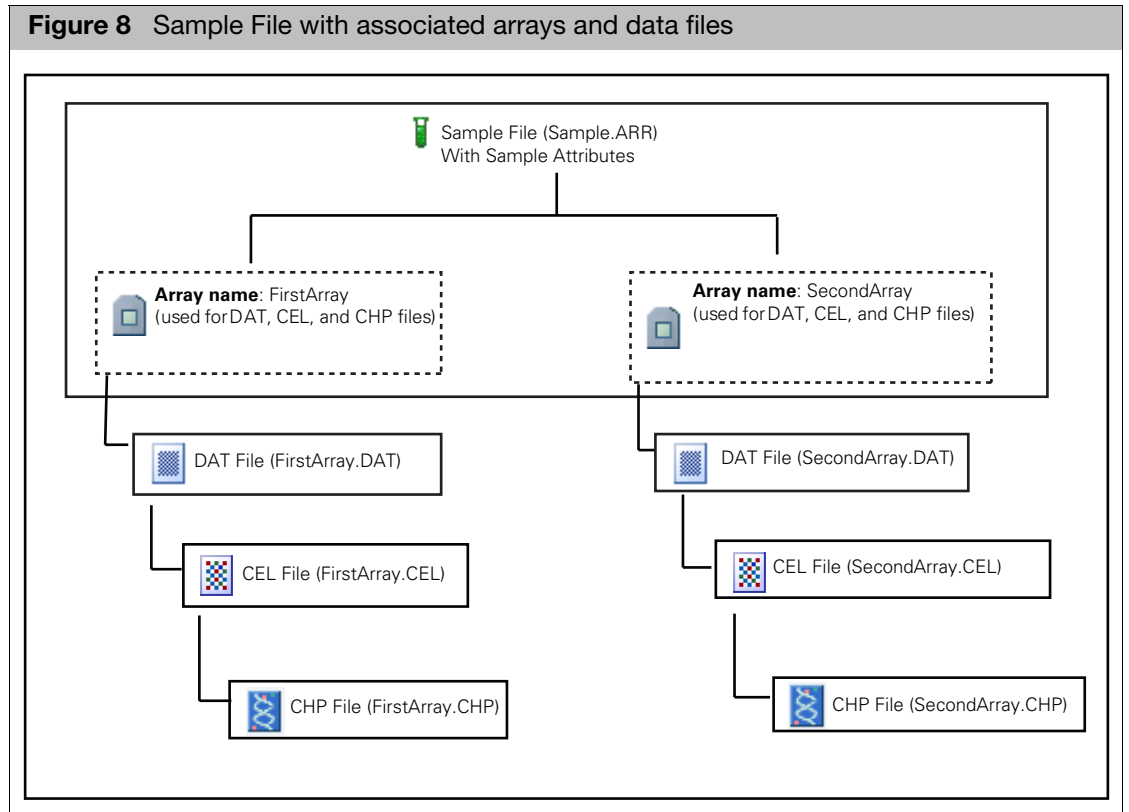 Figure 8 Sample File with associated arrays and data files
Sample File (Sample.ARR)
With Sample Attributes
Array name: FirstArray
(used for DAT, CEL, and CHP files)
Array name: SecondArray
(used for DAT, CEL, and CHP files)
DAT File (FirstArray.DAT)
DAT File (SecondArray.DAT)
CEL File (FirstArray.CEL)
CEL File (SecondArray.CEL)
CHP File (FirstArray.CHP)
CHP File (SecondArray.CHP)